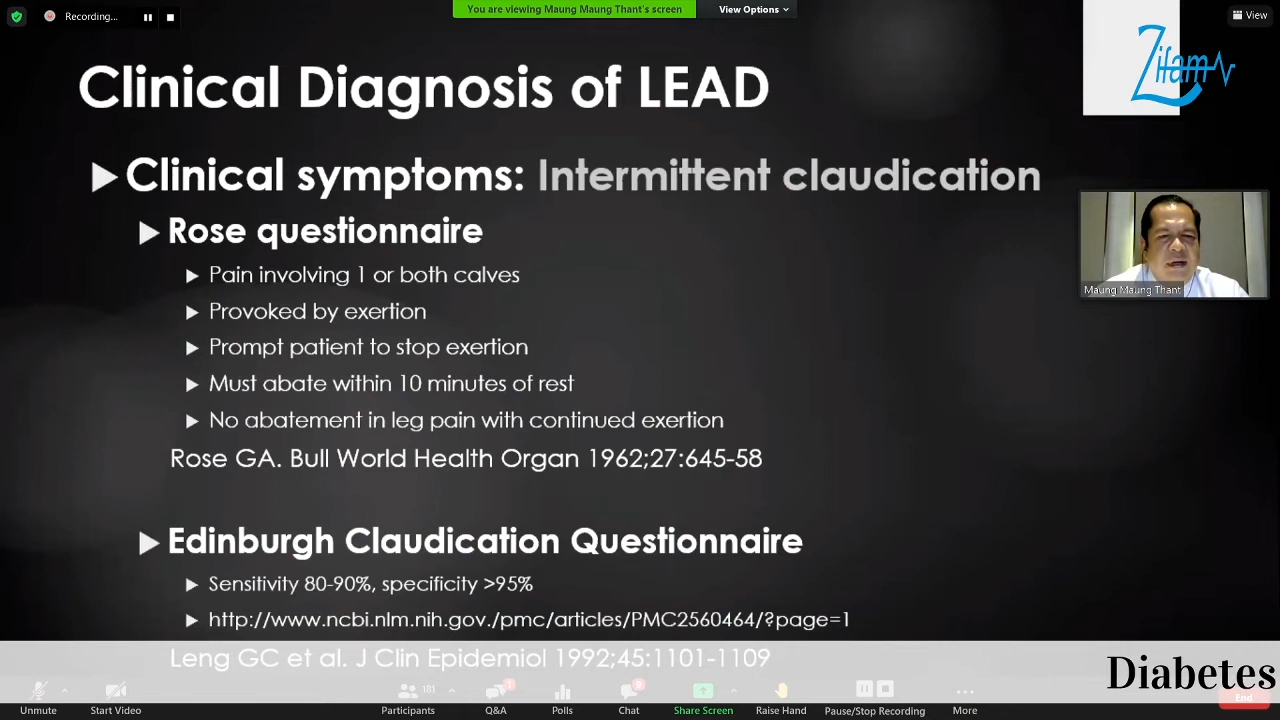 Recording...
You are viewing Maung Maung Thant's screen
View Options
View
Zifam
Clinical Diagnosis of LEAD
Clinical symptoms: Intermittent claudication
Rose questionnaire
Pain involving 1 or both calves
Provoked by exertion
Prompt patient to stop exertion
Must abate within 10 minutes of rest
No abatement in leg pain with continued exertion
Rose GA. Bull World Health Organ 1962;27:645-58
Maung Maung Thant
Edinburgh Claudication Questionnaire
Sensitivity 80-90%, specificity >95%
http://www.ncbi.nlm.nih.gov./pmc/articles/PMC2560464/?page=1
Leng GC et al. J Clin Epidemiol 1992;45:1101-1109
Diabetes
181
Unmute
Start Video
Participants
Q&A
Polls
Chat
Share Screen
Raise Hand
Pause/Stop Recording
More
End